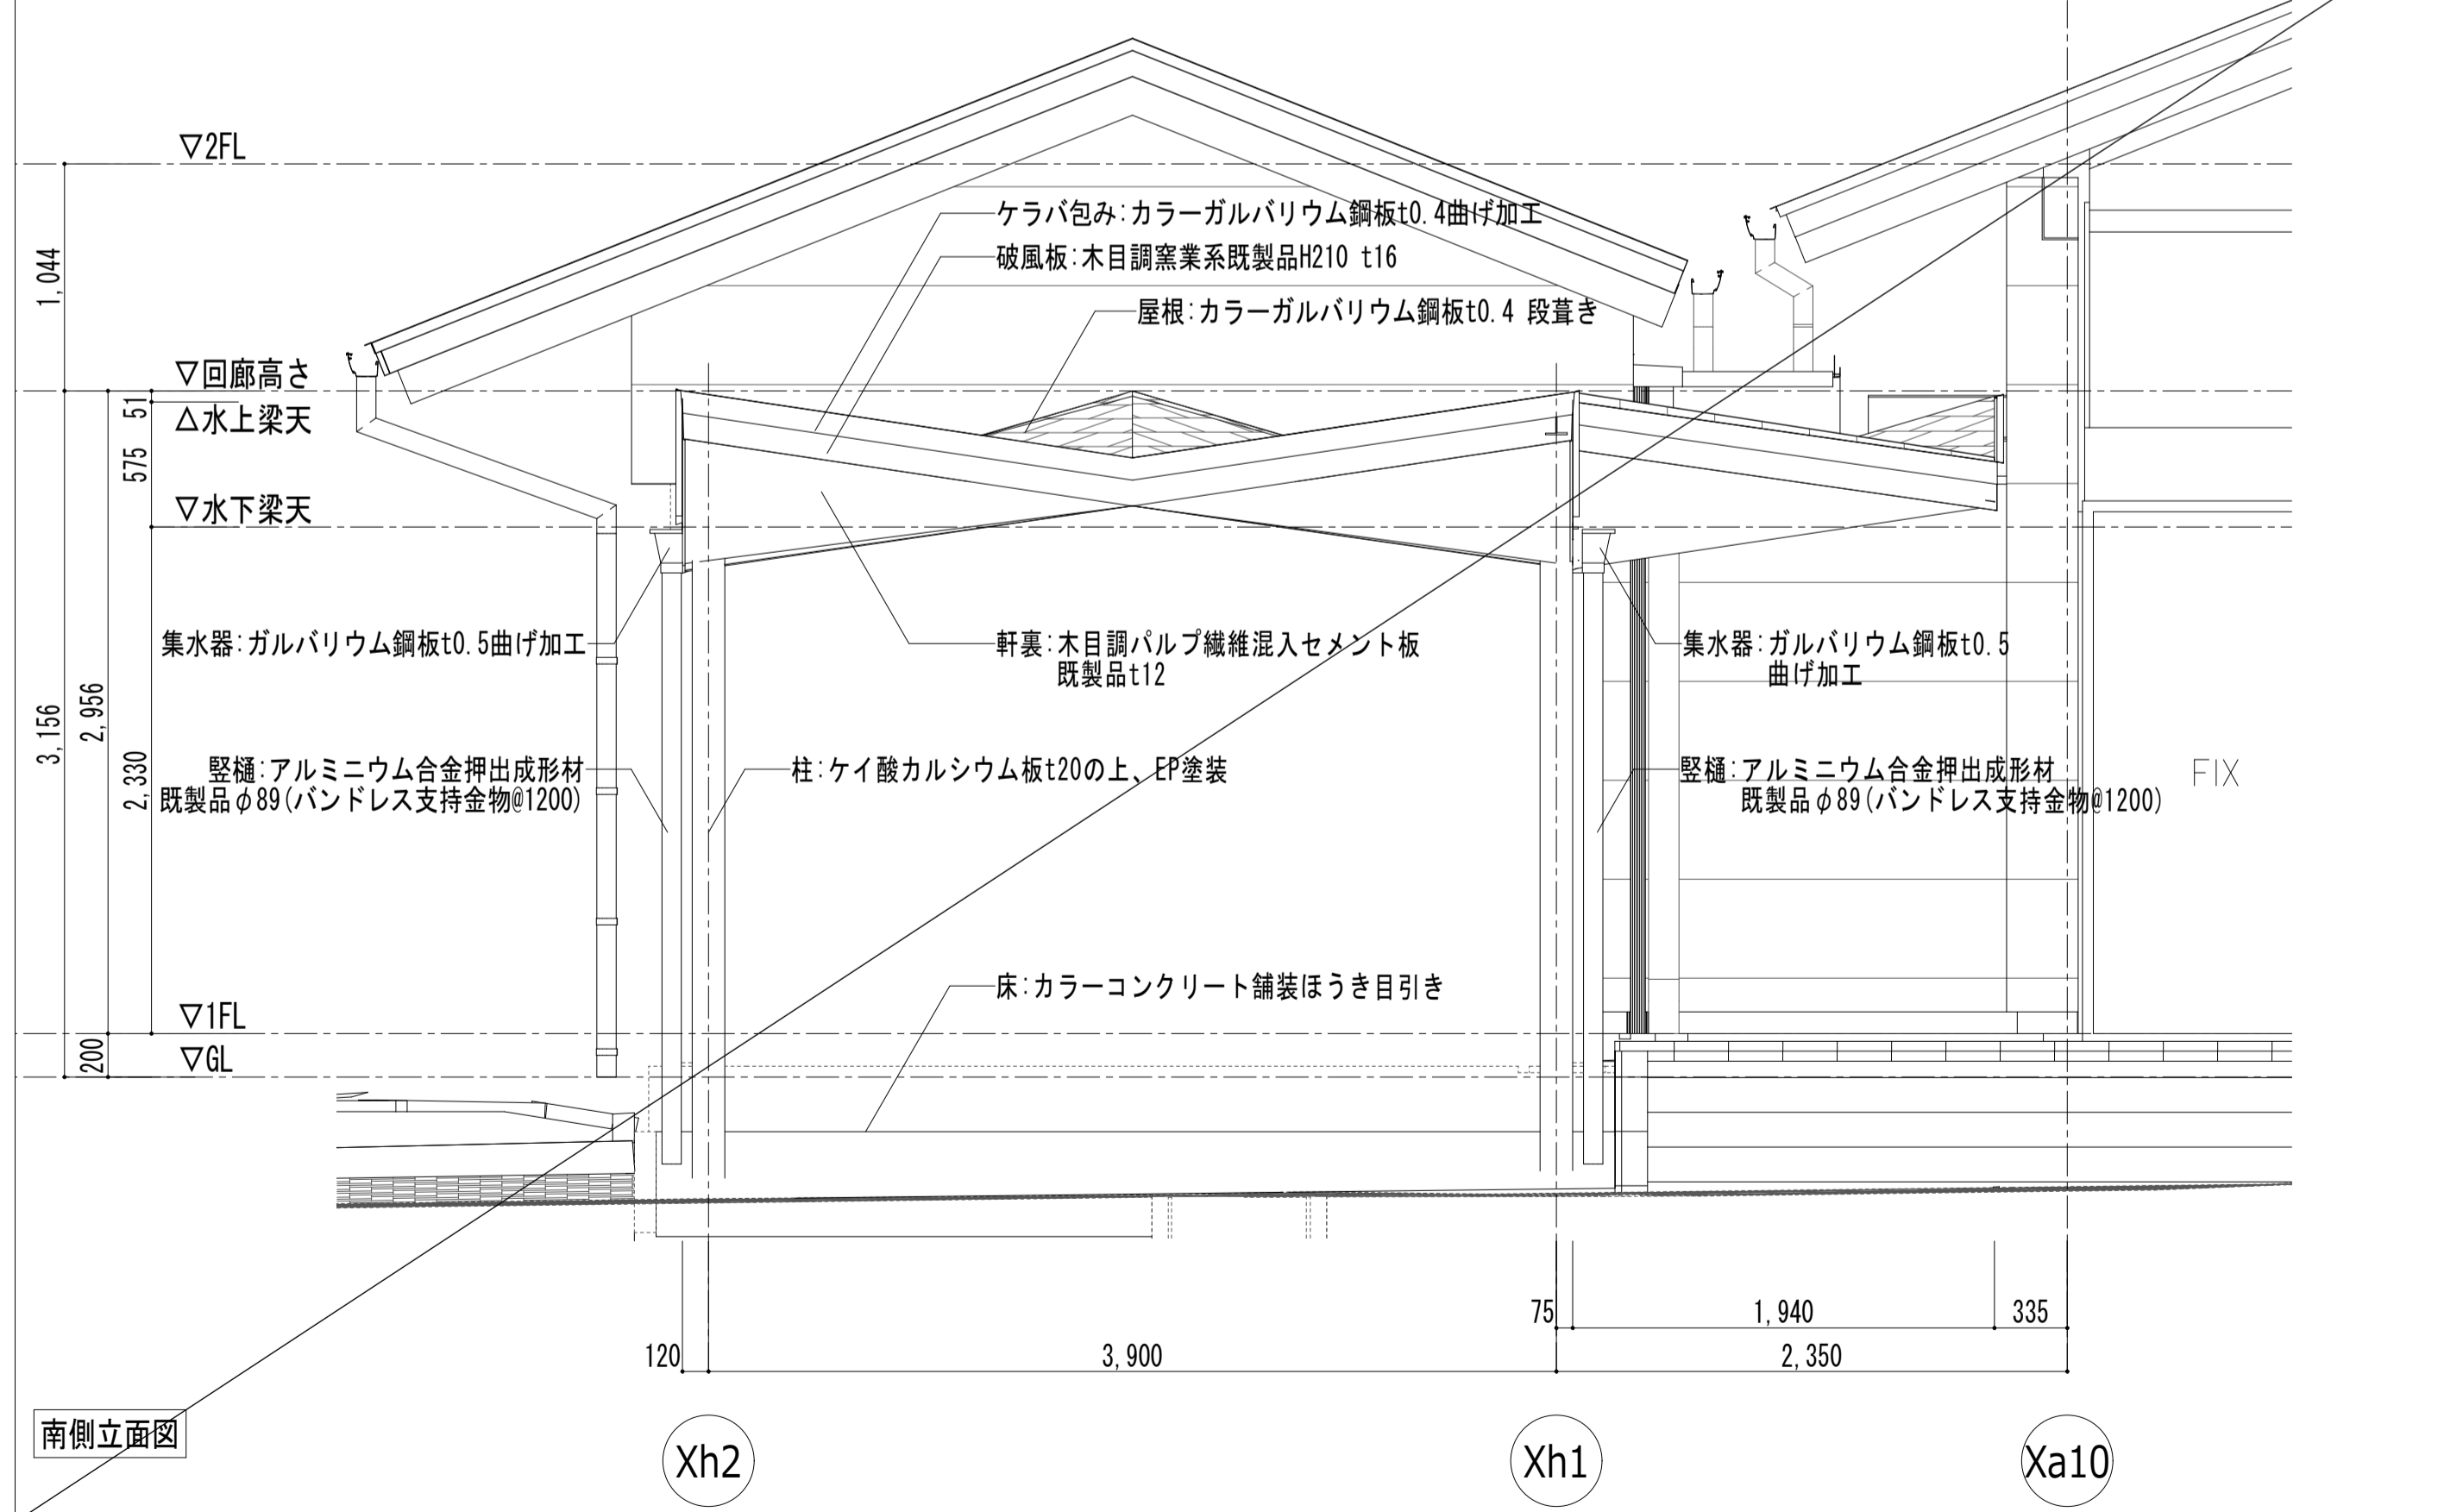 ▽2FL
ケラバ包み:カラーガルバリウム鋼板t0.4曲げ加工
破風板:木目調窯業系既製品H210 t16
屋根:カラーガルバリウム鋼板t0.4 段葺き
1,044
▽回廊高さ
51
△水上梁天
575
▽水下梁天
集水器:ガルバリウム鋼板t0.5曲げ加工
軒裏:木目調パルプ繊維混入セメント板
既製品t12
集水器:ガルバリウム鋼板t0.5
曲げ加工
3,156
2,956
2,330
竪樋:アルミニウム合金押出成形材
既製品φ89(バンドレス支持金物@1200)
柱:ケイ酸カルシウム板t20の上、EP塗装
竪樋:アルミニウム合金押出成形材
既製品φ89(バンドレス支持金物@1200)
FIX
床:カラーコンクリート舗装ほうき目引き
▽1FL
200
▽GL
75
1,940
335
120
3,900
2,350
南側立面図
Xh2
Xh1
Xa10